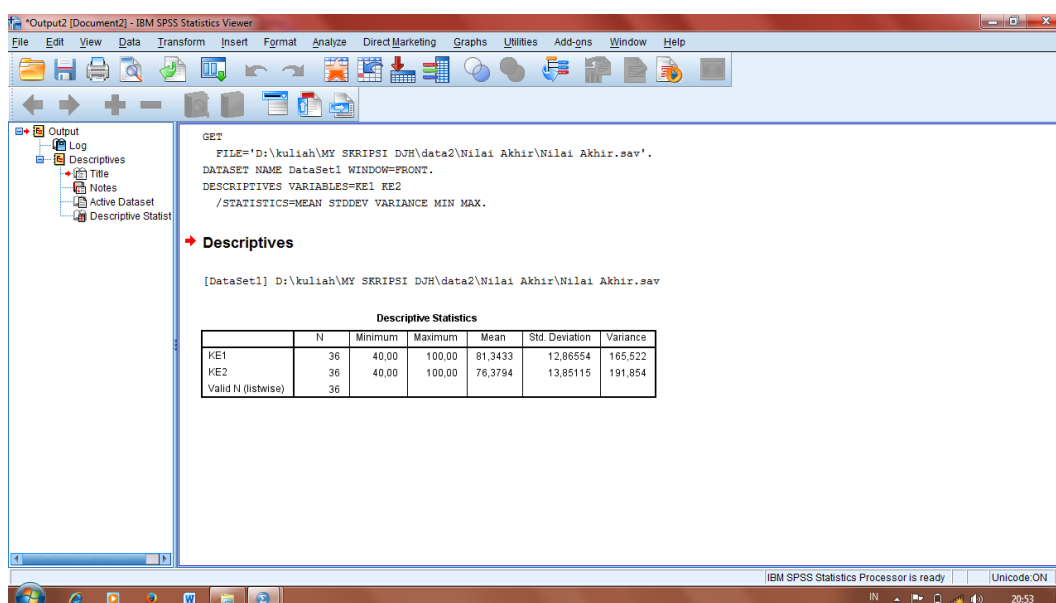 *Output2 [Document2] - IBM SPSS Statistics Viewer
File Edit View Data Transform Insert Format Analyze Direct Marketing Graphs Utilities Add-ons Window Help
Output
Log
Descriptives
Title
Notes
Active Dataset
Descriptive Statist
GET
FILE='D:\kuliah\MY SKRIPSI DJH\data2\Nilai Akhir\Nilai Akhir.sav'.
DATASET NAME DataSet1 WINDOW=FRONT.
DESCRIPTIVES VARIABLES=KE1 KE2
/STATISTICS=MEAN STDDEV VARIANCE MIN MAX.
Descriptives
[DataSet1] D:\kuliah\MY SKRIPSI DJH\data2\Nilai Akhir\Nilai Akhir.sav
Descriptive Statistics
N Minimum Maximum Mean Std. Deviation Variance
KE1 36 40,00 100,00 81,3433 12,86554 165,522
KE2 36 40,00 100,00 76,3794 13,85115 191,854
Valid N (listwise) 36
IBM SPSS Statistics Processor is ready Unicode:ON
IN 20:53